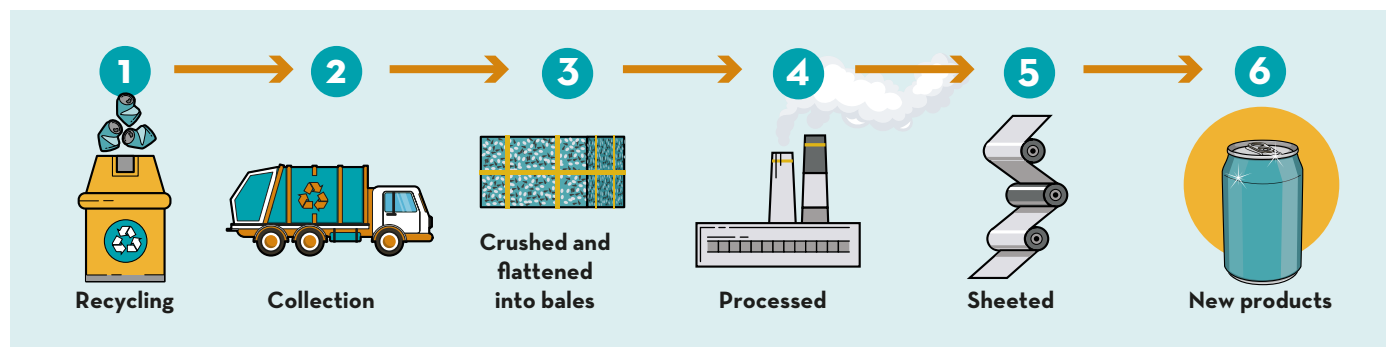 1
2
3
4
5
6
Recycling
Collection
Crushed and
flattened
into bales
Processed
Sheeted
New products